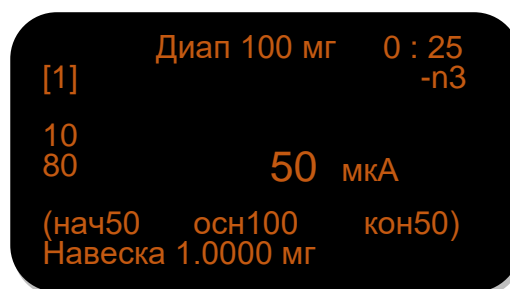 Диап 100 мг 0 : 25
[1] -n3
10
80 50 мкА
(нач50 осн100 кон50)
Навеска 1.0000 мг